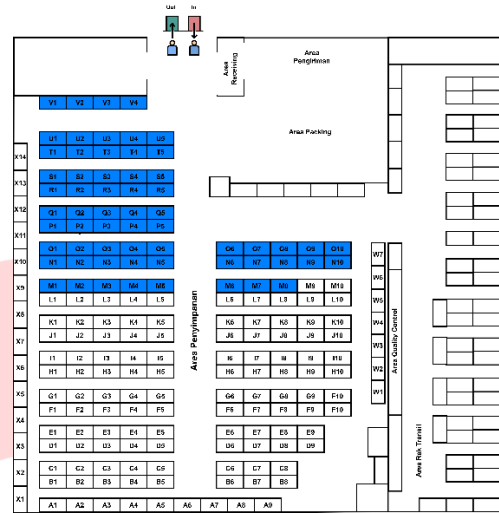 Out In
Area Receiving
Area Pengiriman
Area Packing
V1 V2 V3 V4
U1 U2 U3 U4 U5
T1 T2 T3 T4 T5
X14
S1 S2 S3 S4 S5
R1 R2 R3 R4 R5
X13
Q1 Q2 Q3 Q4 Q5
P1 P2 P3 P4 P5
X12
X11
O1 O2 O3 O4 O5 O6 O7 O8 O9 O10
N1 N2 N3 N4 N5 N6 N7 N8 N9 N10
X10
M1 M2 M3 M4 M5 M6 M7 M8 M9 M10
L1 L2 L3 L4 L5 L6 L7 L8 L9 L10
X9
X8
K1 K2 K3 K4 K5 K6 K7 K8 K9 K10
J1 J2 J3 J4 J5 J6 J7 J8 J9 J10
X7
I1 I2 I3 I4 I5 I6 I7 I8 I9 I10
H1 H2 H3 H4 H5 H6 H7 H8 H9 H10
X6
G1 G2 G3 G4 G5 G6 G7 G8 G9 F10
F1 F2 F3 F4 F5 F6 F7 F8 F9 F10
X5
X4
E1 E2 E3 E4 E5 E6 E7 E8 E9
D1 D2 D3 D4 D5 D6 D7 D8 D9
X3
C1 C2 C3 C4 C5 C6 C7 C8
B1 B2 B3 B4 B5 B6 B7 B8
X2
X1
A1 A2 A3 A4 A5 A6 A7 A8 A9
Area Penyimpanan
W7
W6
W5
W4
W3
W2
W1
Area Quality Control
Area Rak Transit